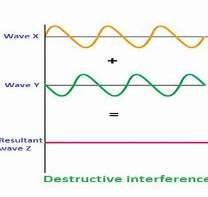 Wave X
+
Wave Y
=
Resultant
wave Z
Destructive interference